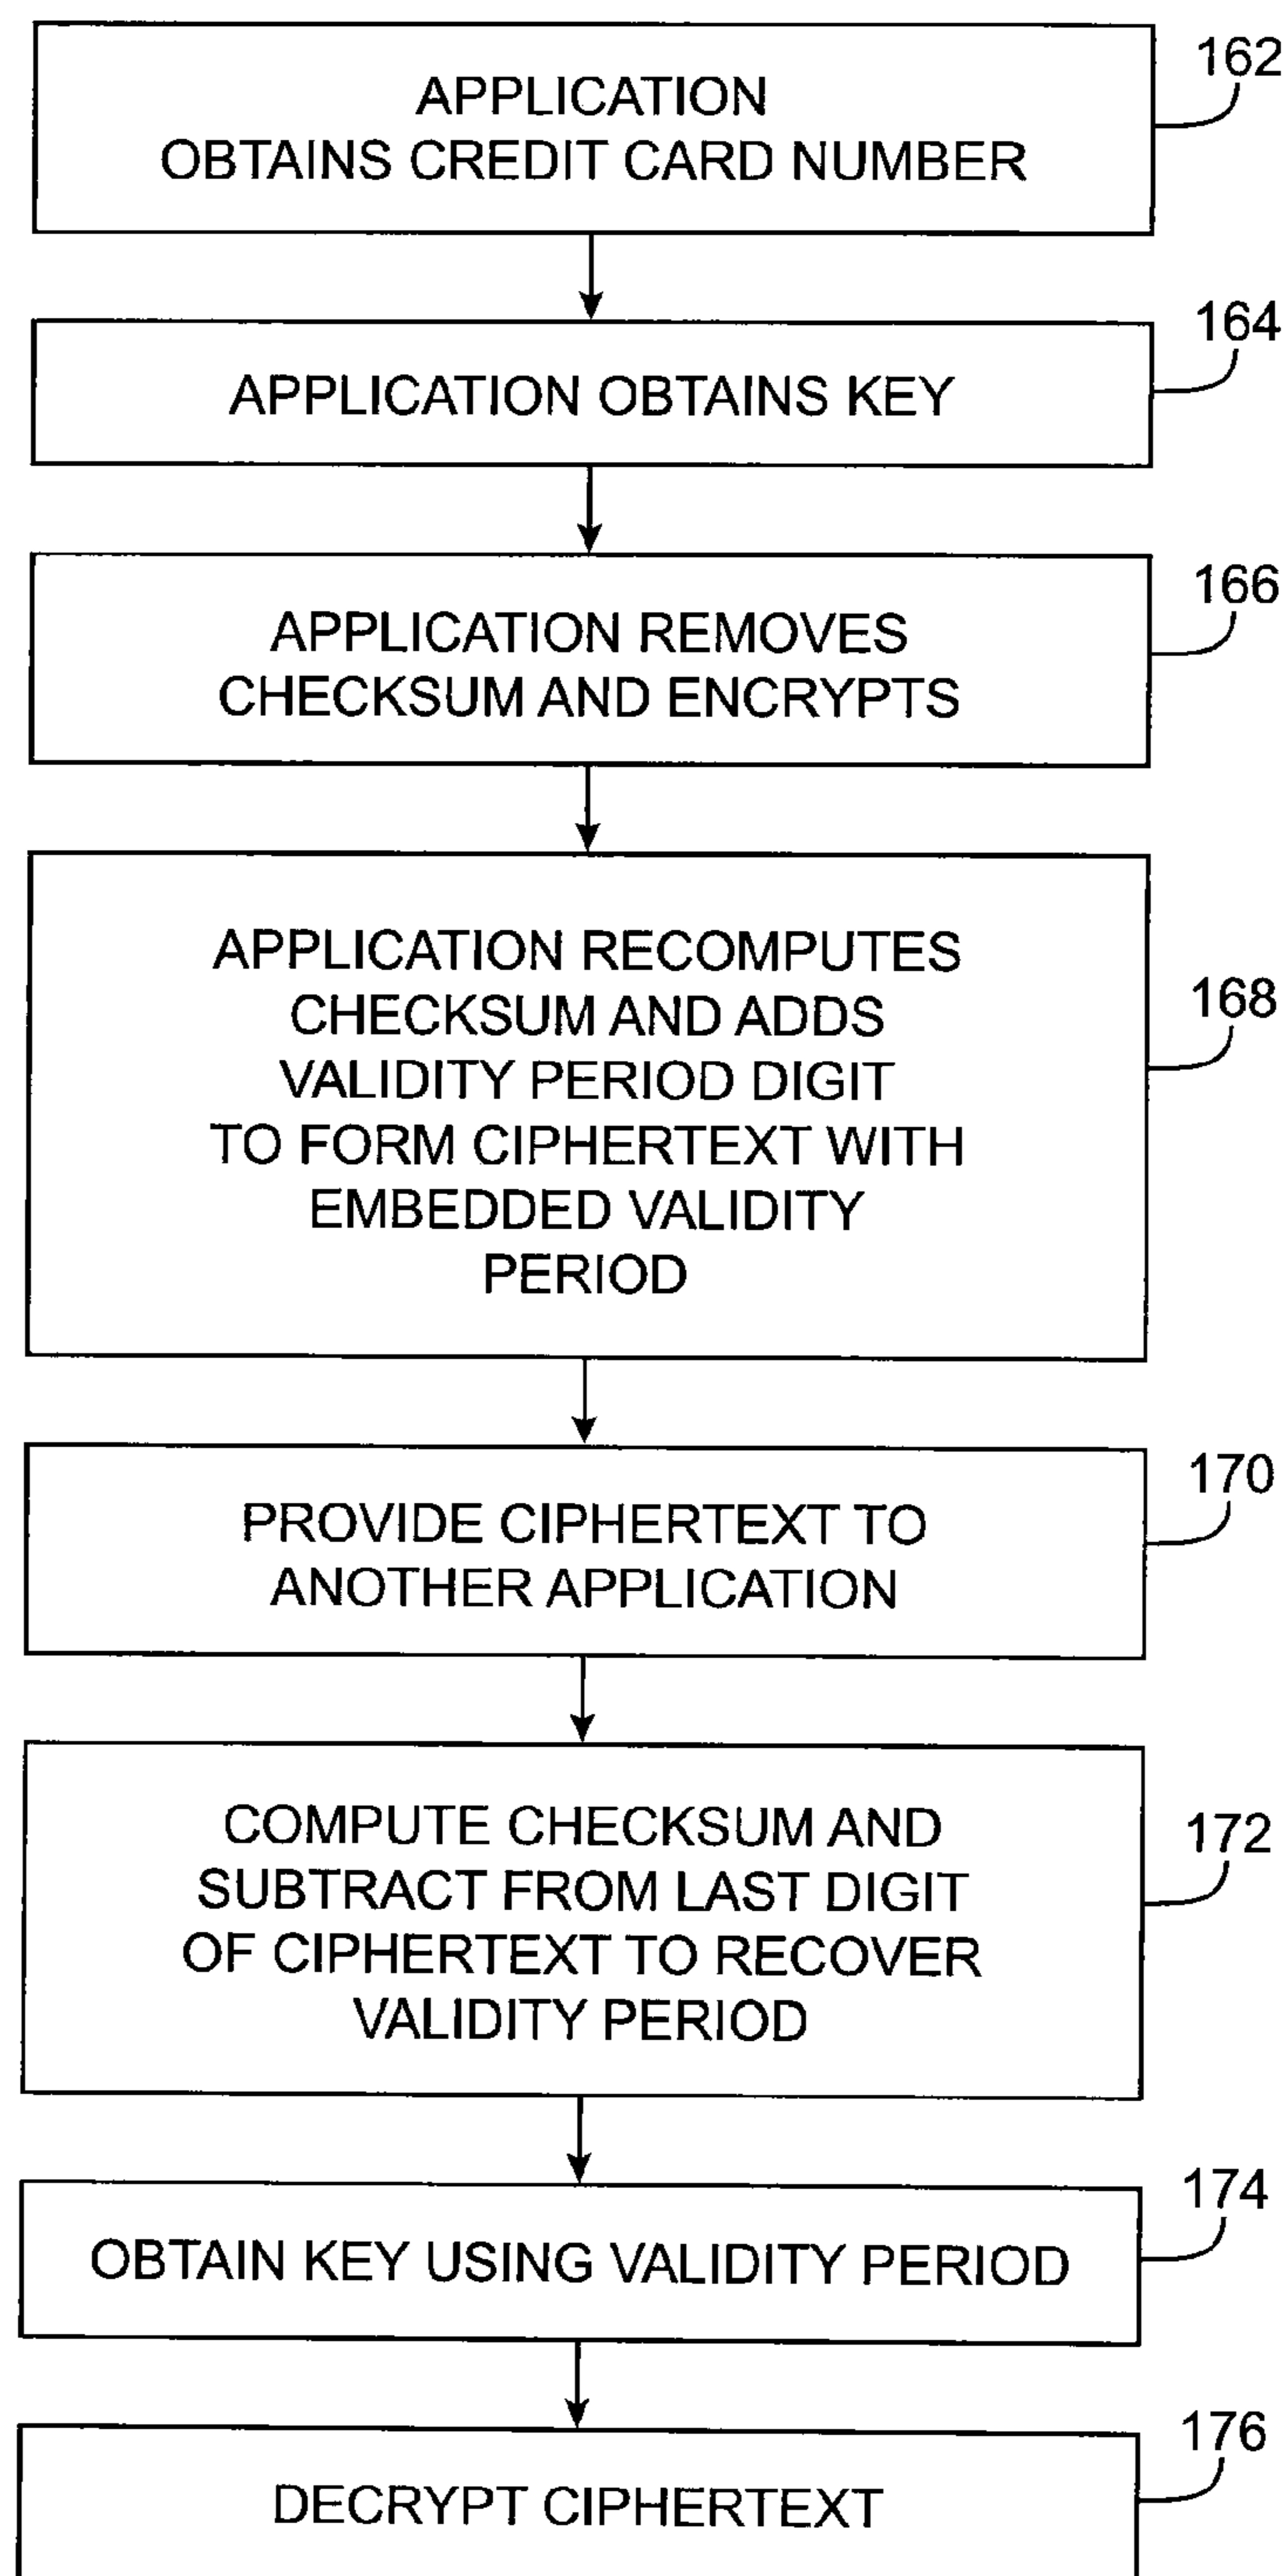 APPLICATION
OBTAINS CREDIT CARD NUMBER
162
APPLICATION OBTAINS KEY
164
APPLICATION REMOVES
CHECKSUM AND ENCRYPTS
166
APPLICATION RECOMPUTES
CHECKSUM AND ADDS
VALIDITY PERIOD DIGIT
TO FORM CIPHERTEXT WITH
EMBEDDED VALIDITY
PERIOD
168
PROVIDE CIPHERTEXT TO
ANOTHER APPLICATION
170
COMPUTE CHECKSUM AND
SUBTRACT FROM LAST DIGIT
OF CIPHERTEXT TO RECOVER
VALIDITY PERIOD
172
OBTAIN KEY USING VALIDITY PERIOD
174
DECRYPT CIPHERTEXT
176